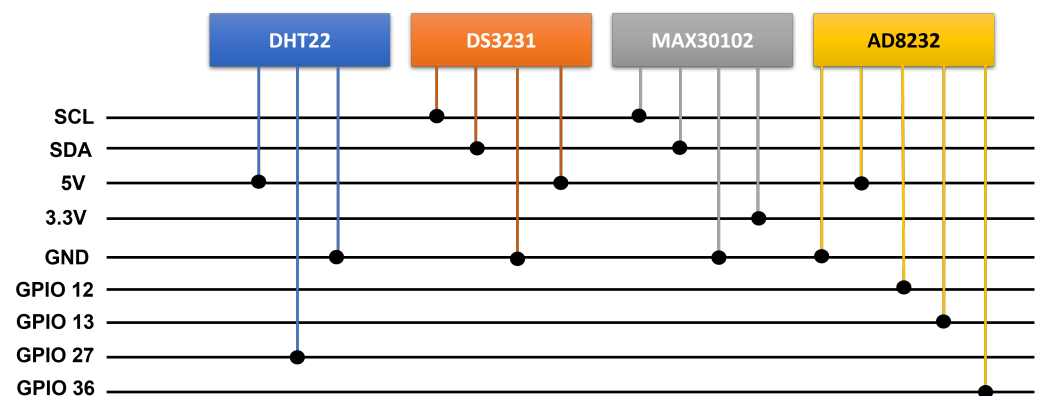 DHT22
DS3231
MAX30102
AD8232
SCL
SDA
5V
3.3V
GND
GPIO 12
GPIO 13
GPIO 27
GPIO 36